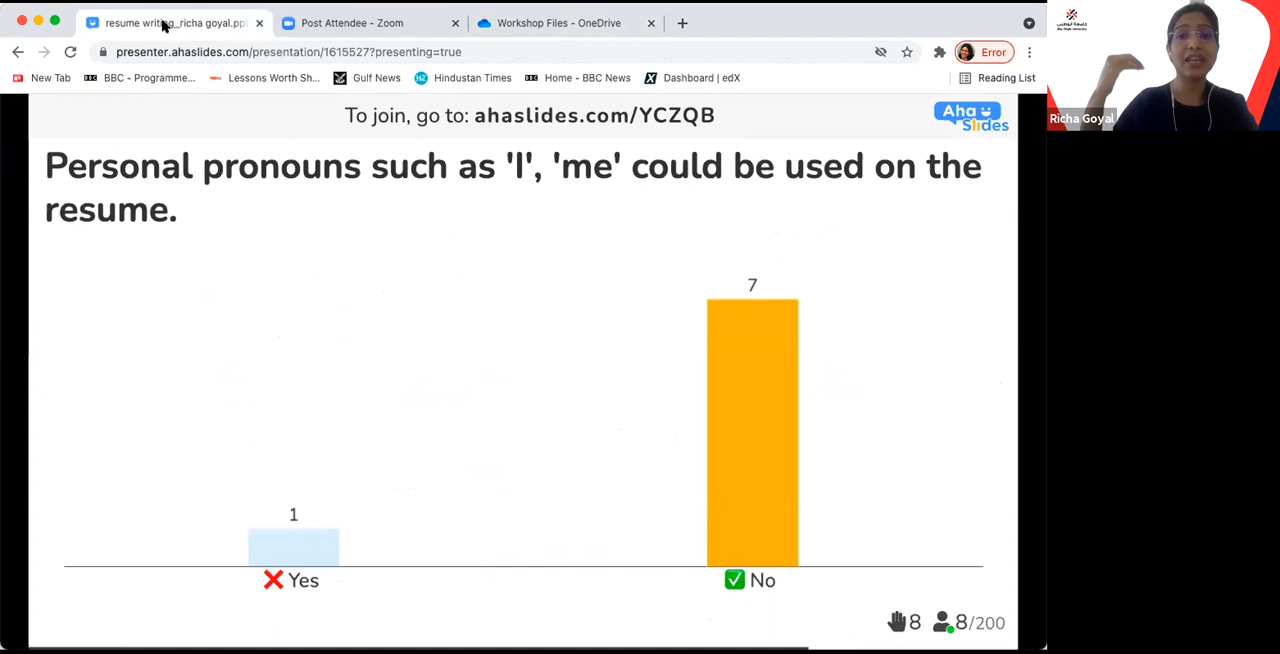 resume writing_richa goyal.ppt
Post Attendee - Zoom
Workshop Files - OneDrive
presenter.ahaslides.com/presentation/1615527?presenting=true
Error
New Tab
BBC - Programme...
Lessons Worth Sh...
Gulf News
Hindustan Times
Home - BBC News
Dashboard | edX
Reading List
To join, go to: ahaslides.com/YCZQB
Aha
Slides
Personal pronouns such as 'I', 'me' could be used on the
resume.
7
1
❌ Yes
✅ No
8
8/200
Richa Goyal